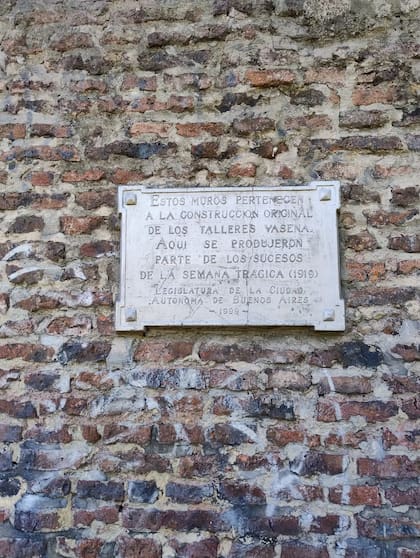 ESTOS MUROS PERTENECEN
A LA CONSTRUCCION ORIGINAL
DE LOS TALLERES VASENA.
AQUI SE PRODUJERON
PARTE DE LOS SUCESOS
DE LA SEMANA TRAGICA (1919)
LEGISLATURA DE LA CIUDAD
AUTONOMA DE BUENOS AIRES
- 1999 -